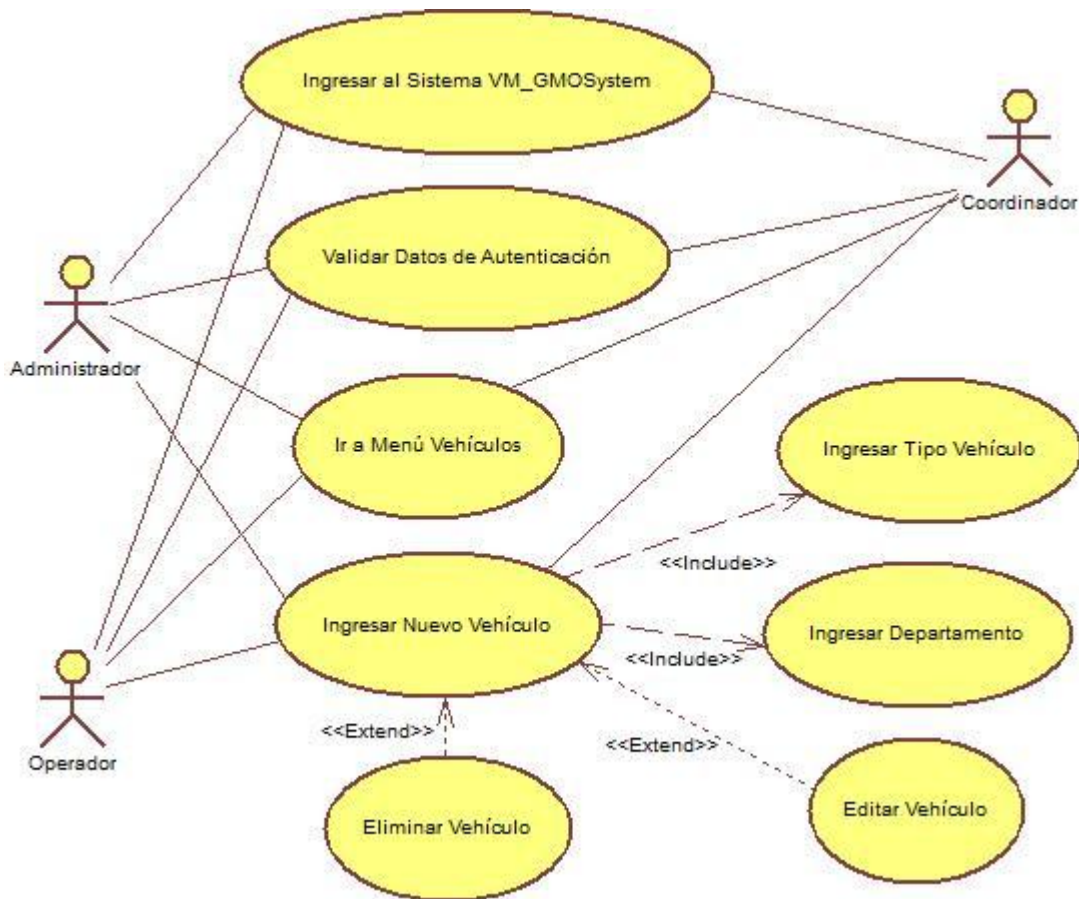 Ingresar al Sistema VM_GMOSystem
Coordinador
Validar Datos de Autenticación
Administrador
Ir a Menú Vehículos
Ingresar Tipo Vehículo
<<Include>>
Ingresar Nuevo Vehículo
Ingresar Departamento
<<Include>>
<<Extend>>
<<Extend>>
Operador
Eliminar Vehículo
Editar Vehículo